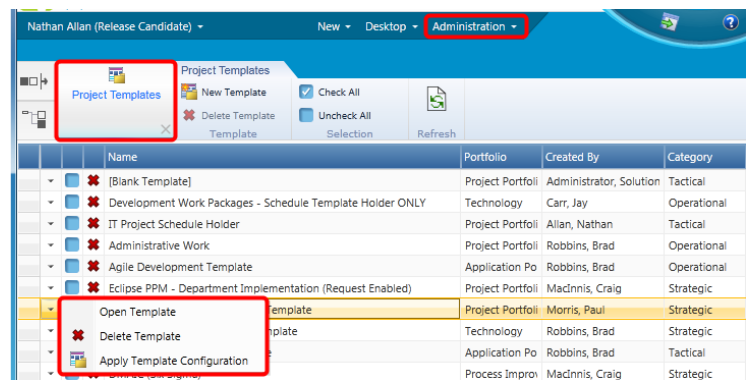 Nathan Allan (Release Candidate) New Desktop Administration
Project Templates
Project Templates
New Template
Check All
Delete Template
Uncheck All
Template Selection Refresh
Name Portfolio Created By Category
[Blank Template] Project Portfoli Administrator, Solution Tactical
Development Work Packages - Schedule Template Holder ONLY Technology Carr, Jay Operational
IT Project Schedule Holder Project Portfoli Allan, Nathan Tactical
Administrative Work Project Portfoli Robbins, Brad Operational
Agile Development Template Application Po Robbins, Brad Operational
Eclipse PPM - Department Implementation (Request Enabled) Project Portfoli MacInnis, Craig Strategic
Open Template
Template Project Portfoli Morris, Paul Strategic
Delete Template
Technology Robbins, Brad Strategic
Apply Template Configuration
Application Po Robbins, Brad Tactical
Process Improv MacInnis, Craig Strategic